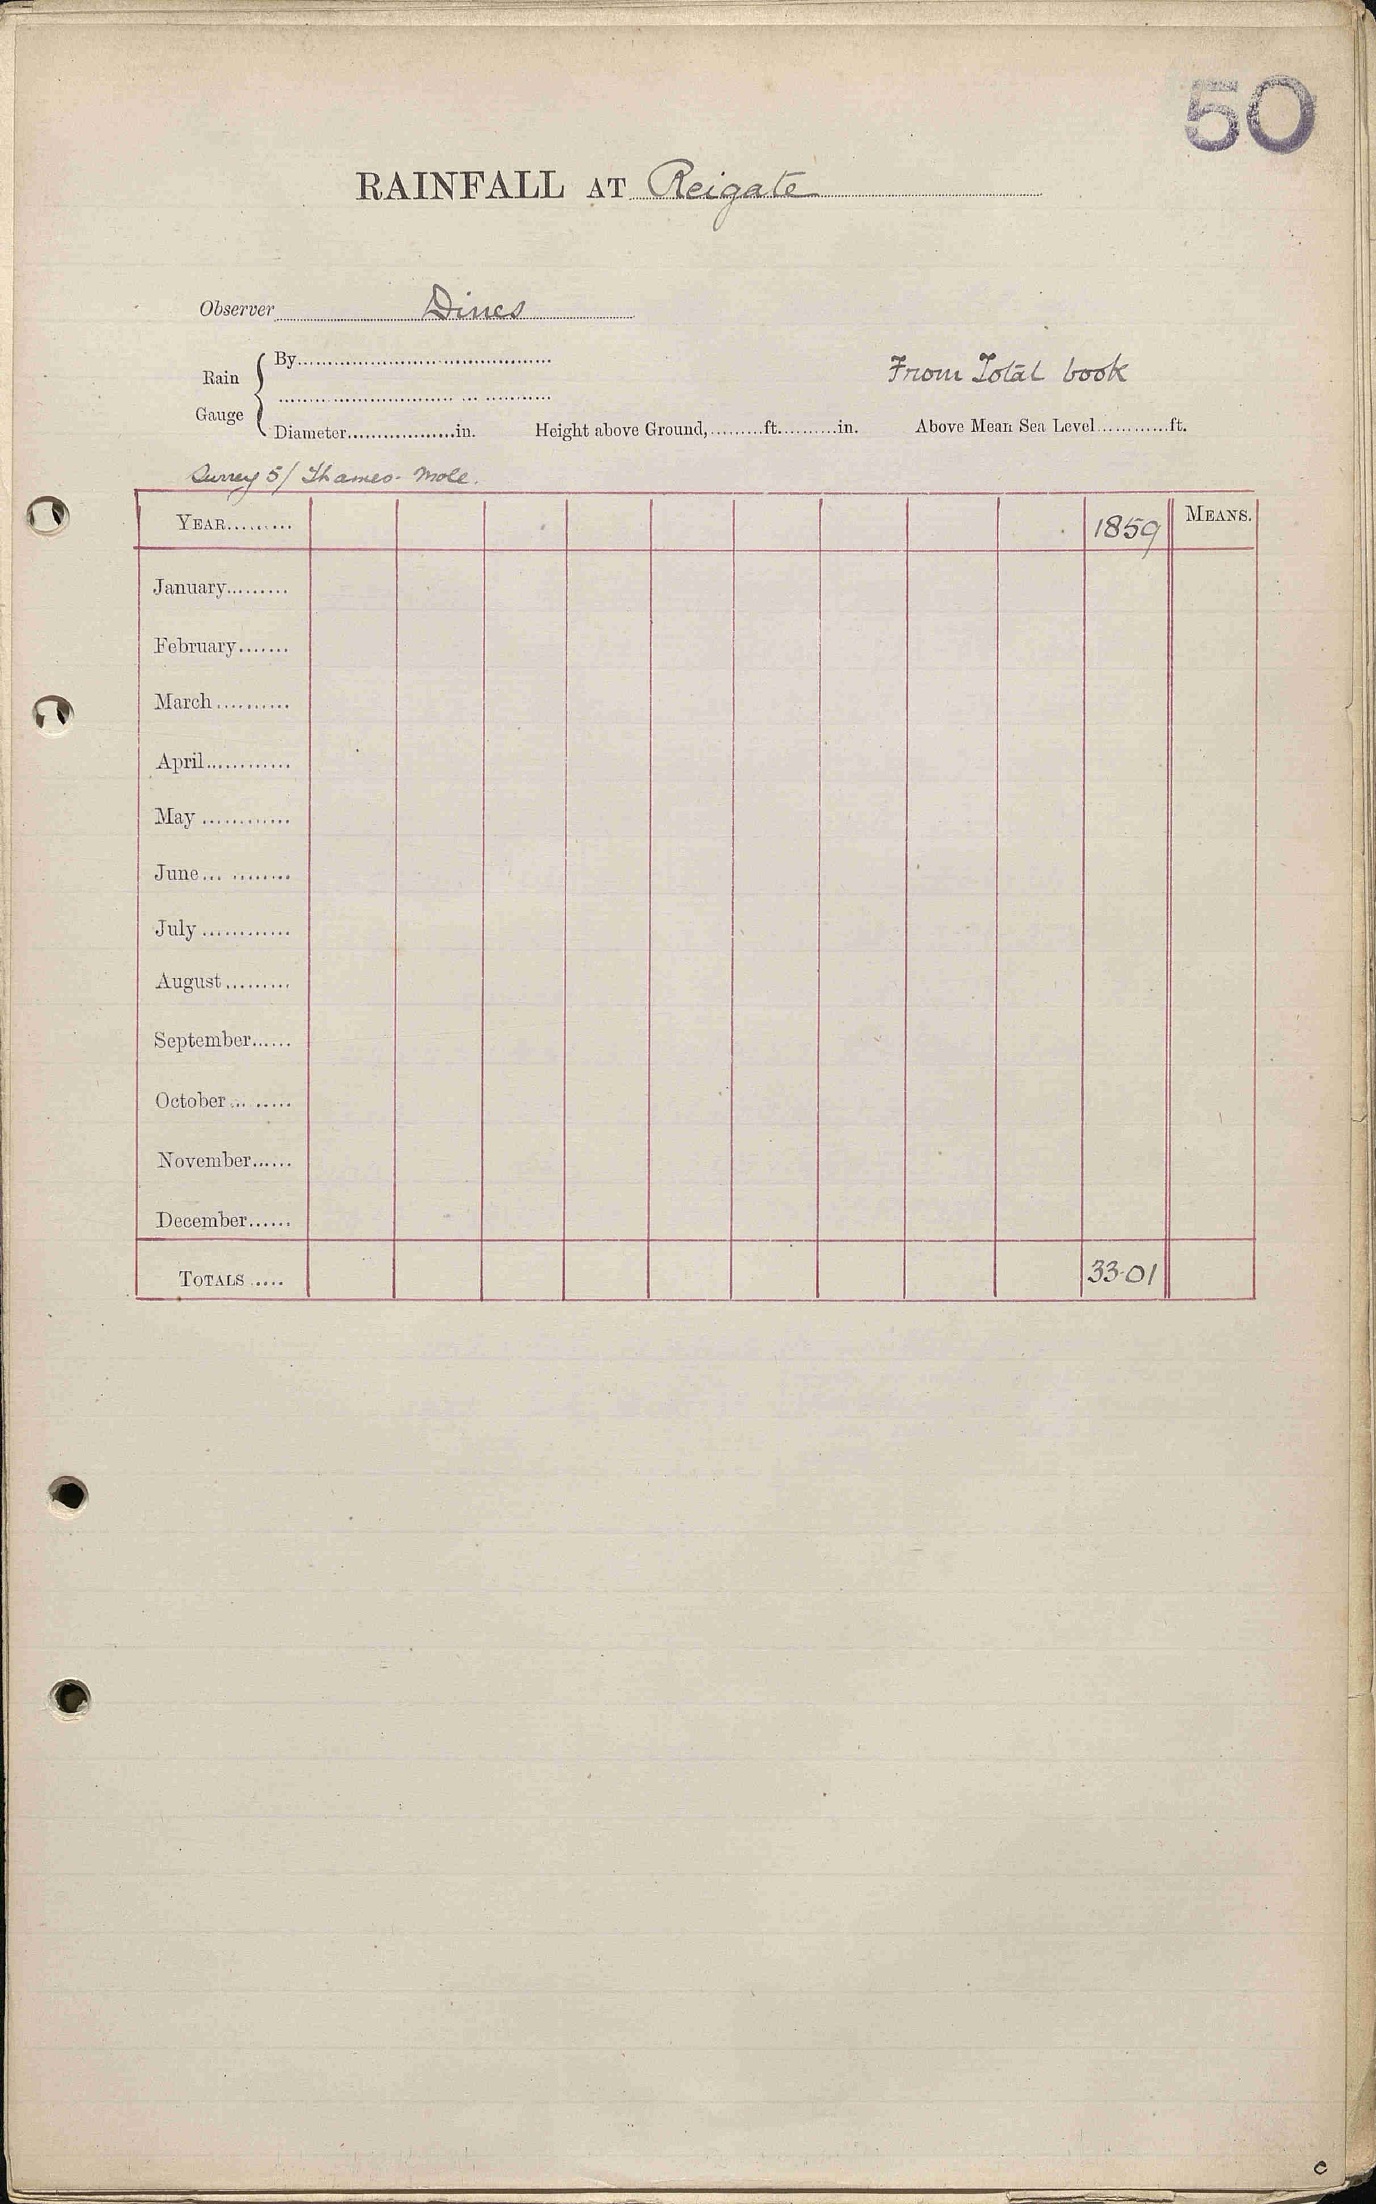 50
RAINFALL AT Reigate
Observer Dines
Rain Gauge { By
From Total book
Diameter in. Height above Ground, ft. in. Above Mean Sea Level ft.
Surrey 5/ Thames - Mole.
YEAR 1859 MEANS.
January
February
March
April
May
June
July
August
September
October
November
December
TOTALS 33.01
c